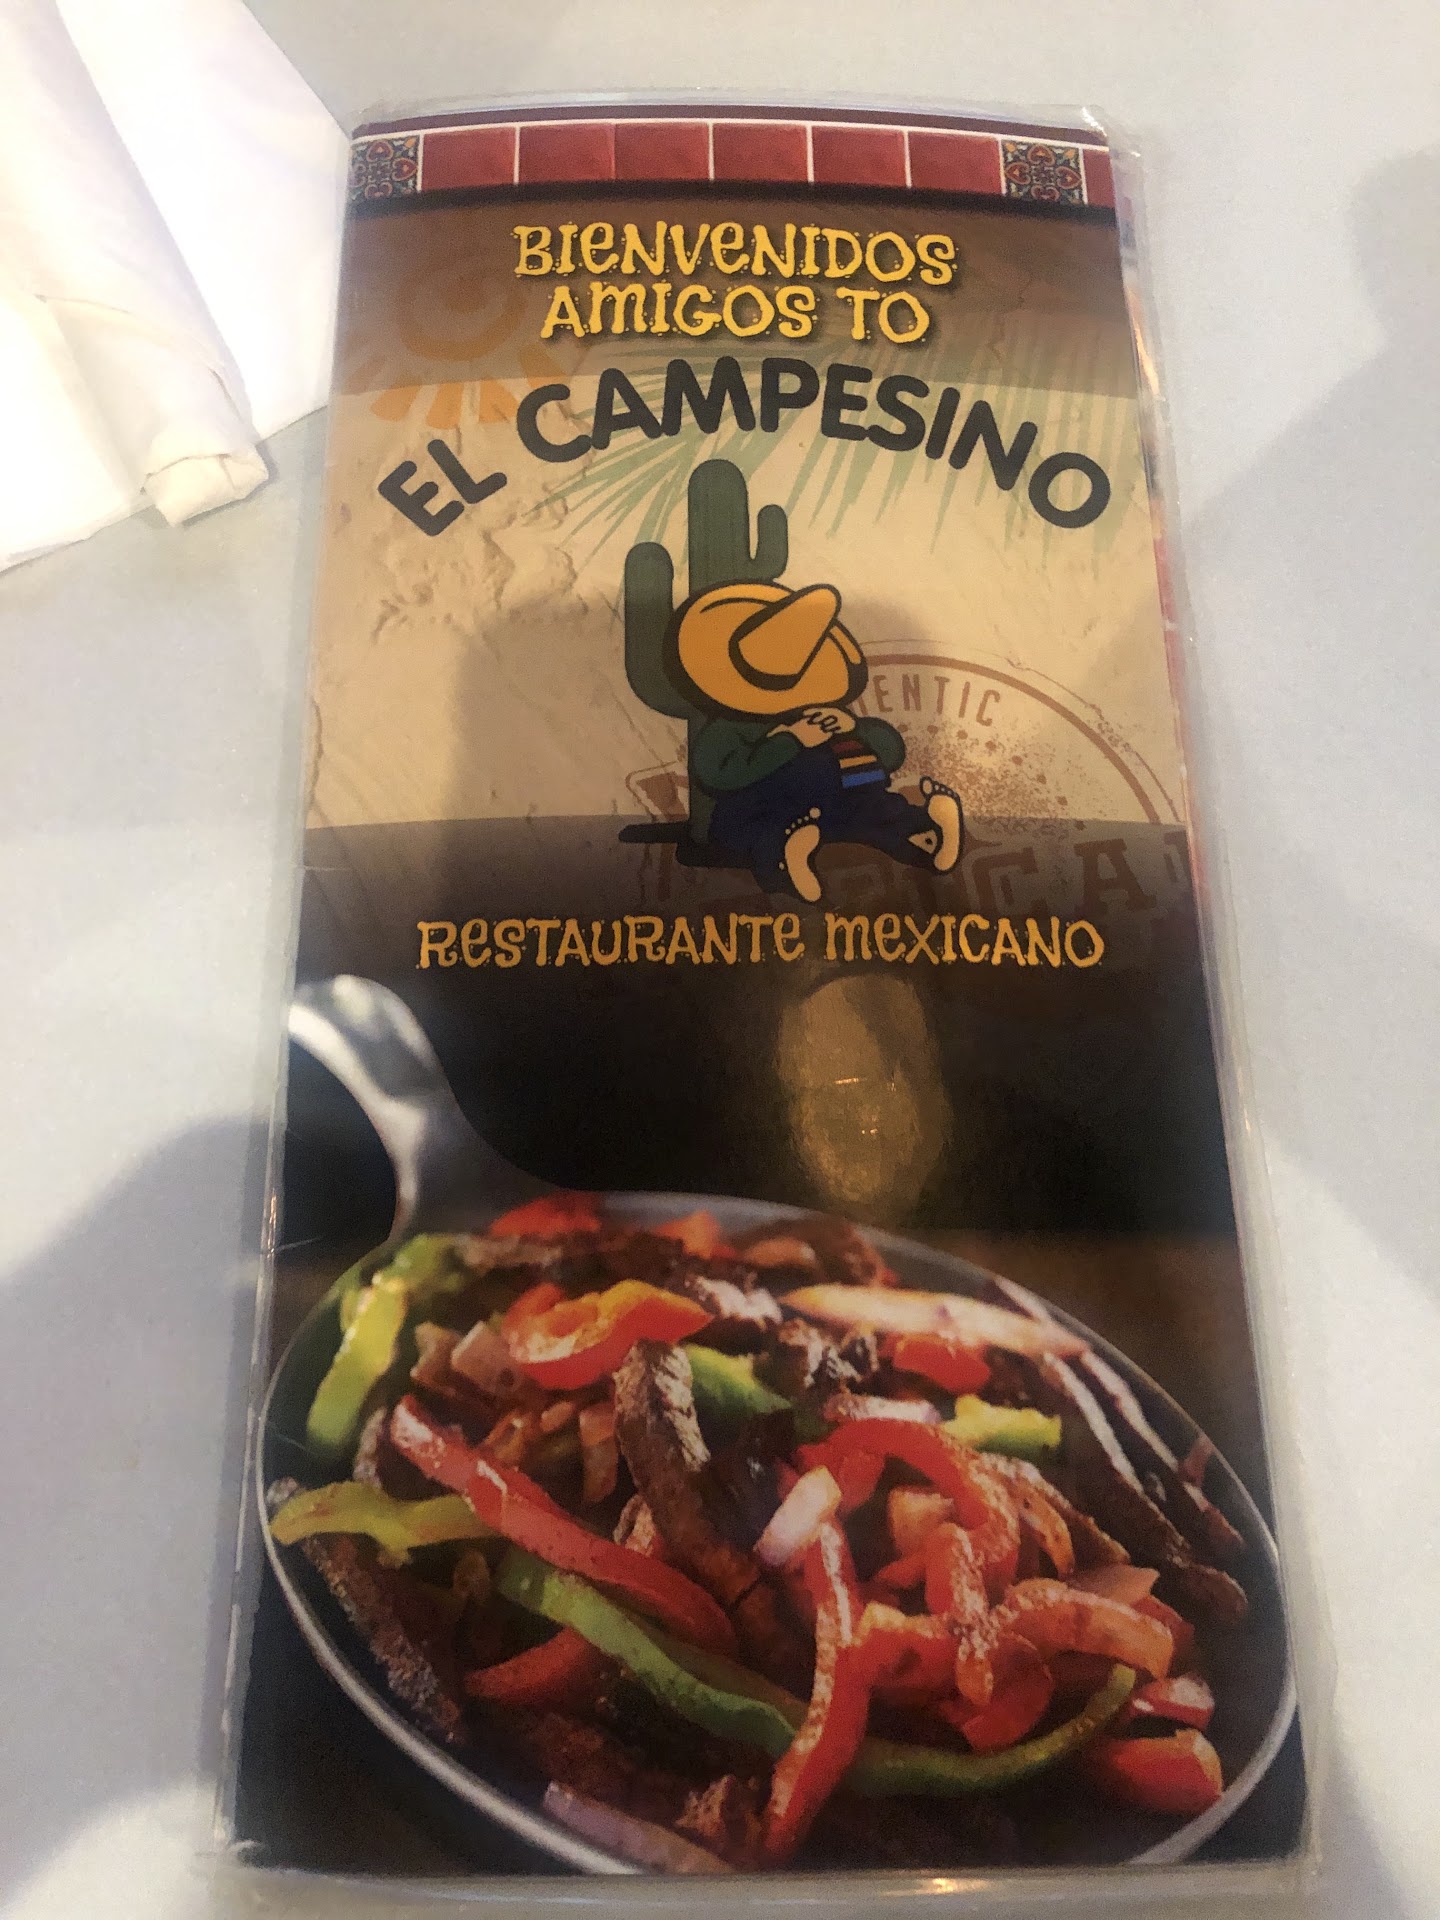 BIENVENIDOS
AMIGOS TO
EL CAMPESINO
RESTAURANTE MEXICANO